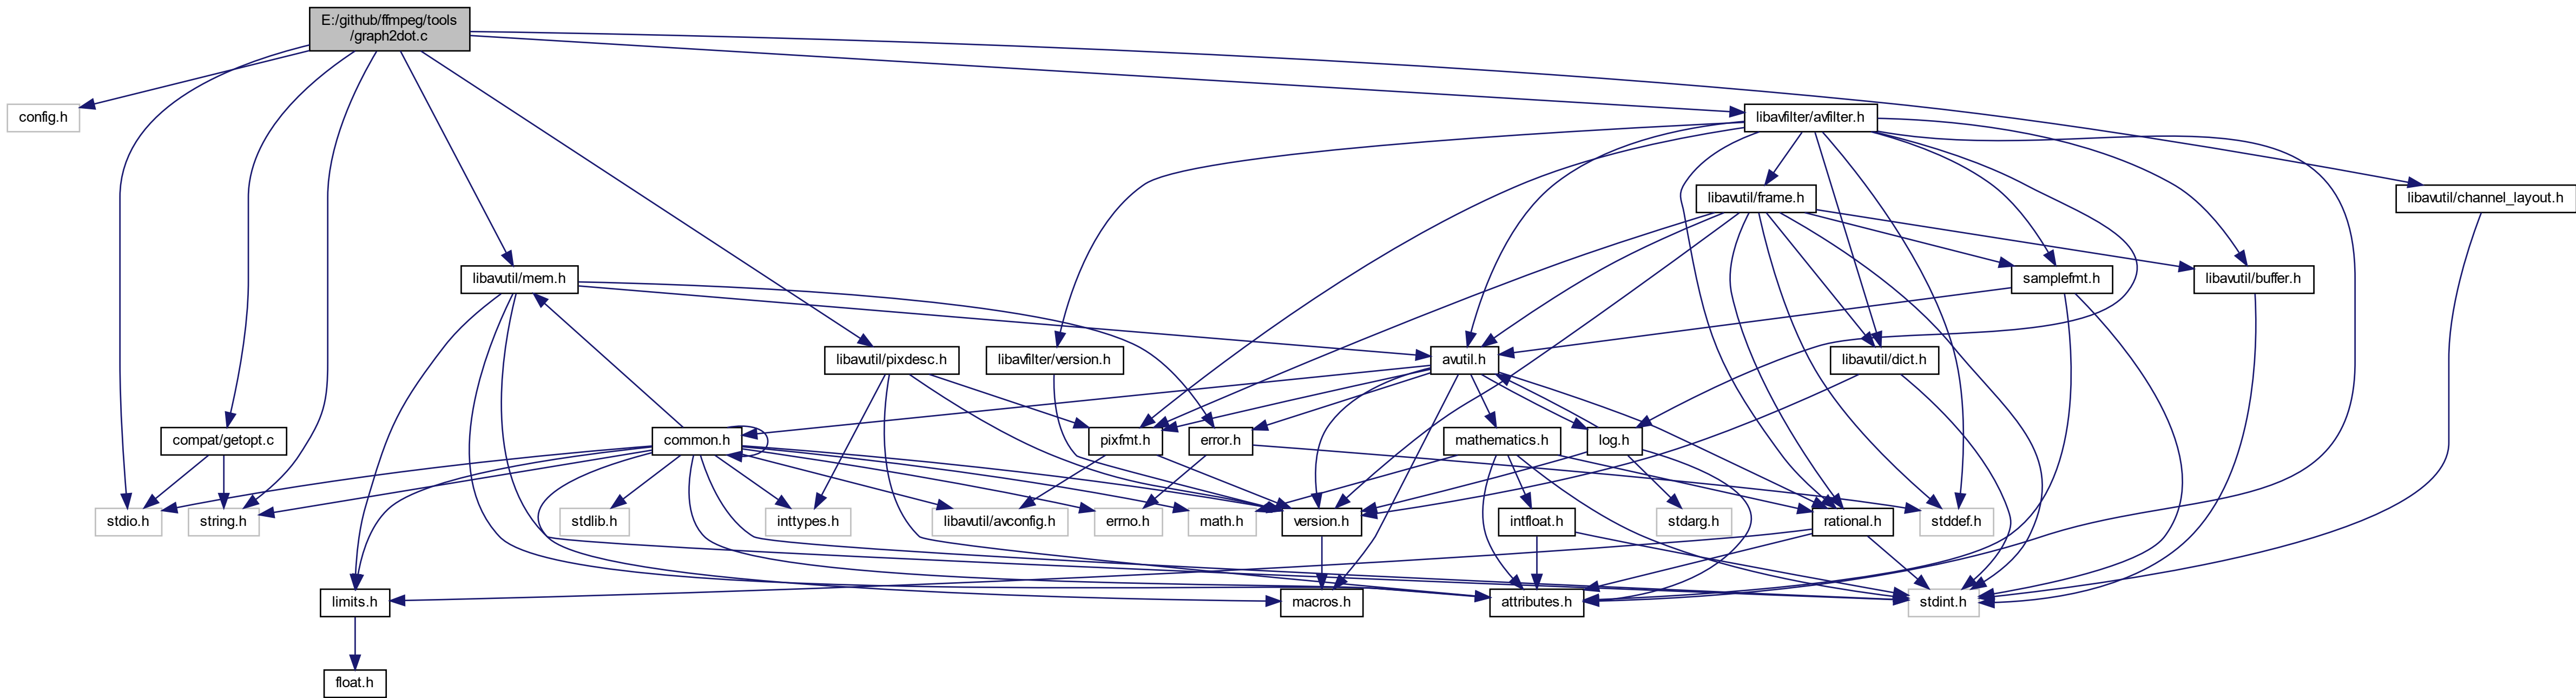 E:/github/ffmpeg/tools
/graph2dot.c
config.h
libavfilter/avfilter.h
libavutil/frame.h
libavutil/channel_layout.h
libavutil/mem.h
samplefmt.h
libavutil/buffer.h
libavutil/pixdesc.h
libavfilter/version.h
avutil.h
libavutil/dict.h
compat/getopt.c
common.h
pixfmt.h
error.h
mathematics.h
log.h
stdio.h
string.h
stdlib.h
inttypes.h
libavutil/avconfig.h
errno.h
math.h
version.h
intfloat.h
stdarg.h
rational.h
stddef.h
limits.h
macros.h
attributes.h
stdint.h
float.h